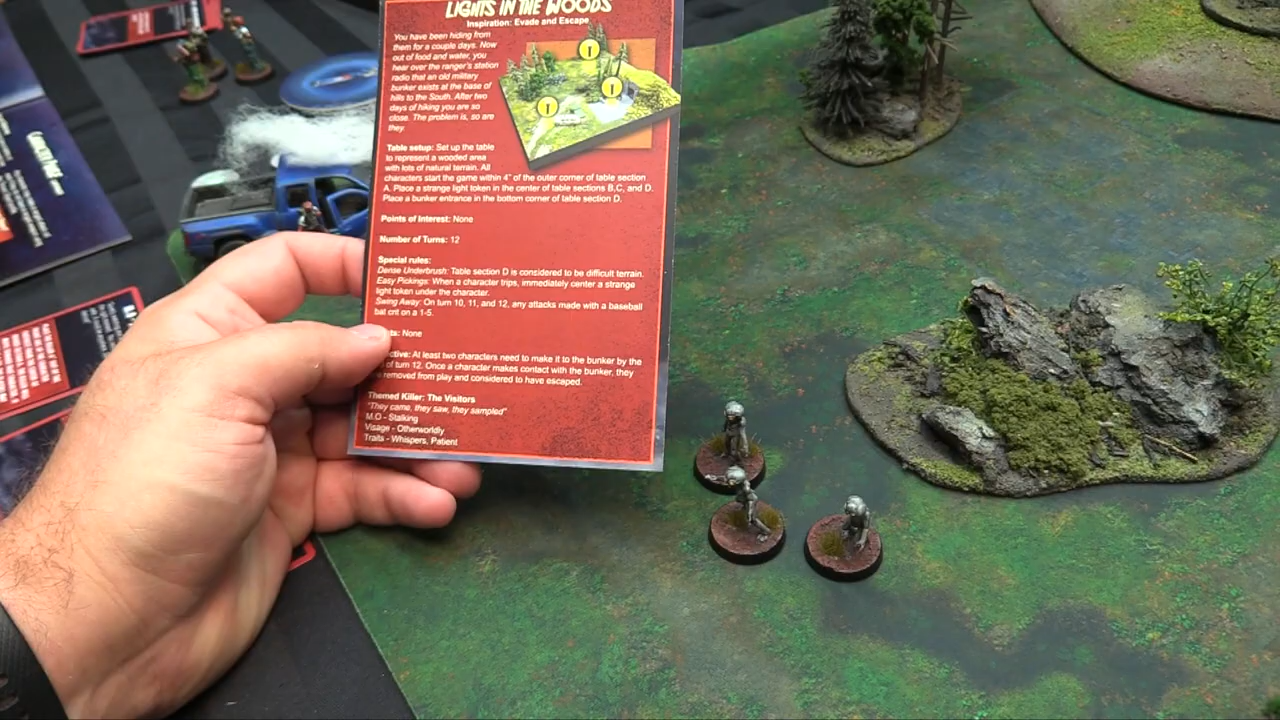 LIGHTS IN THE WOODS
Inspiration: Evade and Escape
You have been hiding from
them for a couple days. Now
out of food and water, you
hear over the ranger's station
radio that an old military
bunker exists at the base of
hills to the South. After two
days of hiking you are so
close. The problem is, so are
they.
Table setup: Set up the table
to represent a wooded area
with lots of natural terrain. All
characters start the game within 4" of the outer corner of table section
A. Place a strange light token in the center of table sections B,C, and D.
Place a bunker entrance in the bottom corner of table section D.
Points of Interest: None
Number of Turns: 12
Special rules:
Dense Underbrush: Table section D is considered to be difficult terrain.
Easy Pickings: When a character trips, immediately center a strange
light token under the character.
Swing Away: On turn 10, 11, and 12, any attacks made with a baseball
bat crit on a 1-5.
None
At least two characters need to make it to the bunker by the
of turn 12. Once a character makes contact with the bunker, they
removed from play and considered to have escaped.
Themed Killer: The Visitors
"They came, they saw, they sampled"
M.O - Stalking
Visage - Otherworldly
Traits - Whispers, Patient